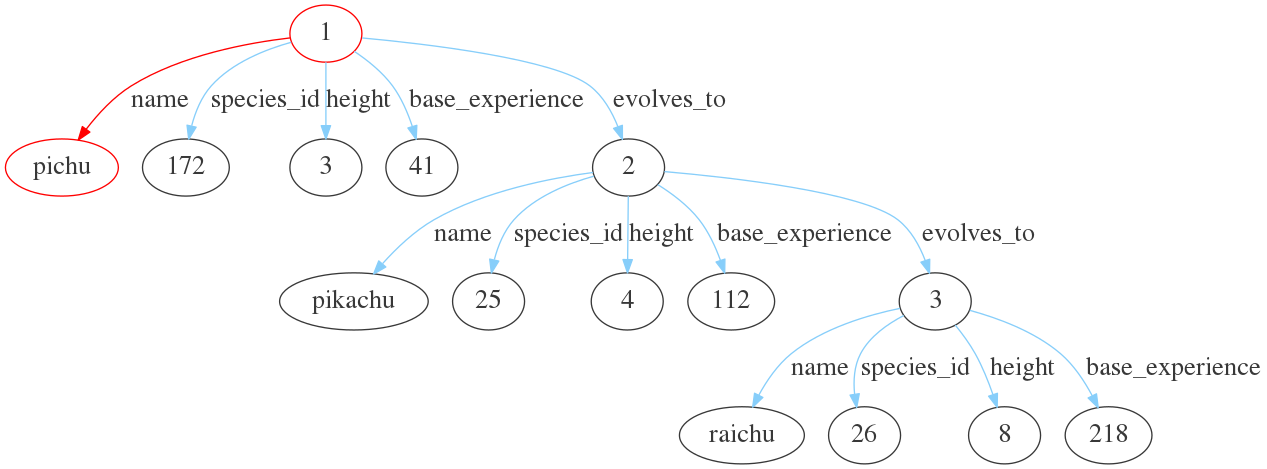 1
name species_id height base_experience evolves_to
pichu 172 3 41 2
name species_id height base_experience evolves_to
pikachu 25 4 112 3
name species_id height base_experience
raichu 26 8 218